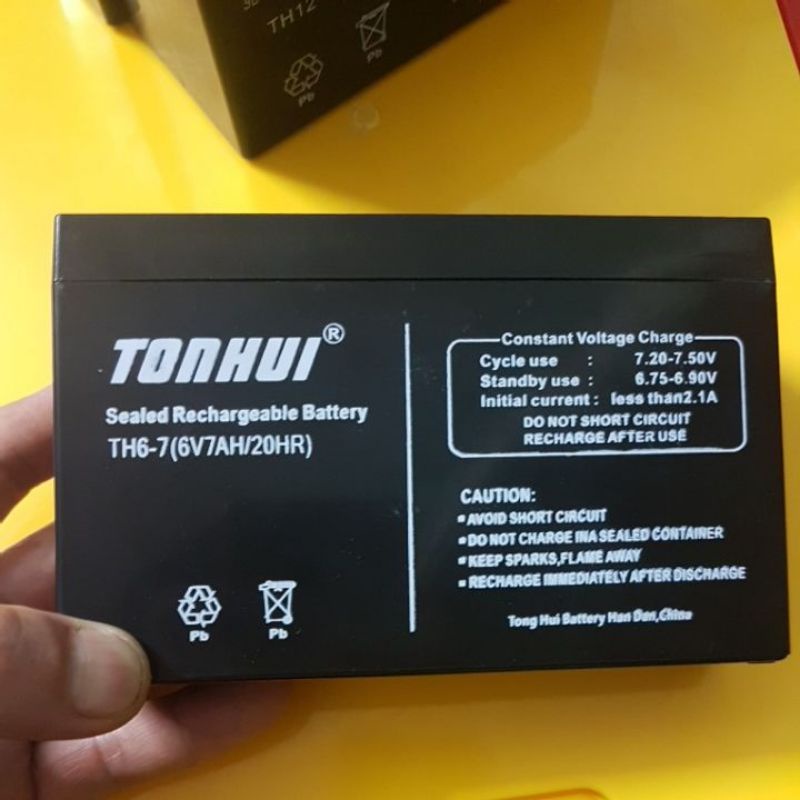 TH12
Pb
Pb
TONHUI®
Sealed Rechargeable Battery
TH6-7(6V7AH/20HR)
Pb
Pb
Constant Voltage Charge
Cycle use : 7.20-7.50V
Standby use : 6.75-6.90V
Initial current : less than2.1A
DO NOT SHORT CIRCUIT
RECHARGE AFTER USE
CAUTION:
▪AVOID SHORT CIRCUIT
▪DO NOT CHARGE INA SEALED CONTAINER
▪KEEP SPARKS,FLAME AWAY
▪RECHARGE IMMEDIATELY AFTER DISCHARGE
Tong Hui Battery Han Dan,China